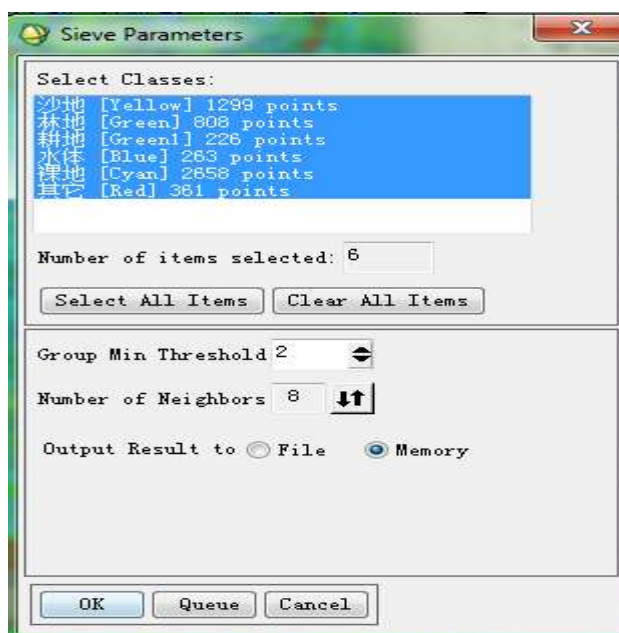 Sieve Parameters
Select Classes:
沙地 [Yellow] 1299 points
林地 [Green] 808 points
耕地 [Green1] 226 points
水体 [Blue] 263 points
裸地 [Cyan] 2658 points
其它 [Red] 361 points
Number of items selected: 6
Select All Items Clear All Items
Group Min Threshold 2
Number of Neighbors 8
Output Result to File Memory
OK Queue Cancel